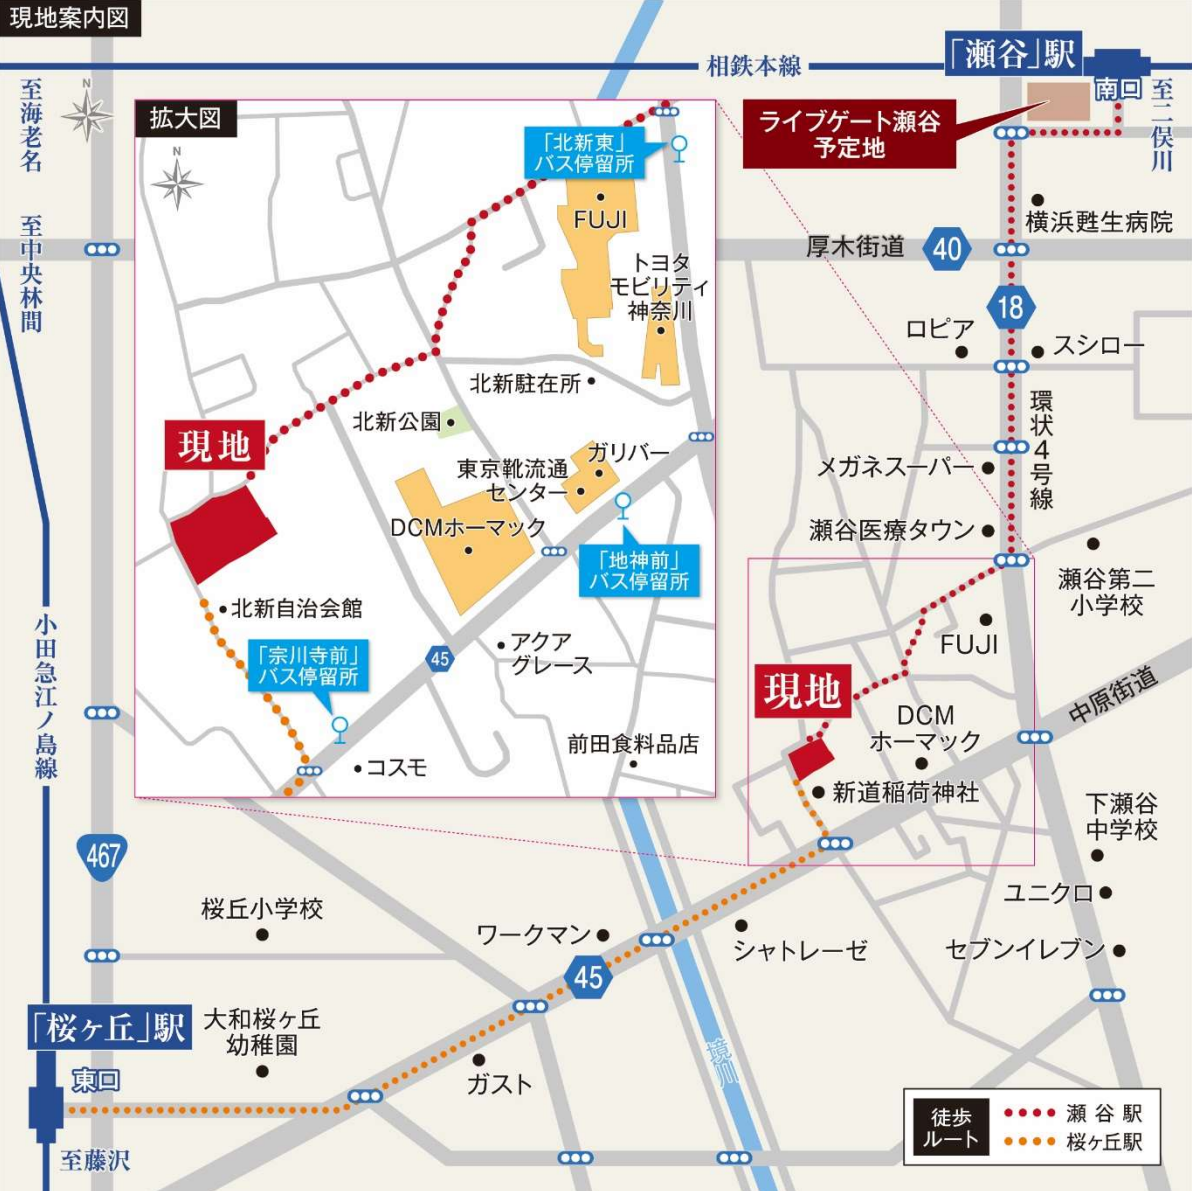 現地案内図
至海老名
N
至中央林間
相鉄本線
「瀬谷」駅
南口
至二俣川
ライブゲート瀬谷
予定地
横浜甦生病院
厚木街道
40
18
ロピア
スシロー
環状4号線
メガネスーパー
瀬谷医療タウン
瀬谷第二
小学校
FUJI
現地
DCM
ホーマック
中原街道
新道稲荷神社
下瀬谷
中学校
ユニクロ
セブンイレブン
シャトレーゼ
拡大図
N
「北新東」
バス停留所
FUJI
トヨタ
モビリティ
神奈川
北新駐在所
北新公園
現地
ガリバー
東京靴流通
センター
DCMホーマック
「地神前」
バス停留所
北新自治会館
「宗川寺前」
バス停留所
45
アクア
グレース
前田食料品店
コスモ
小田急江ノ島線
467
桜丘小学校
ワークマン
45
「桜ヶ丘」駅
東口
大和桜ヶ丘
幼稚園
ガスト
境川
至藤沢
徒歩
ルート
瀬谷駅
桜ヶ丘駅